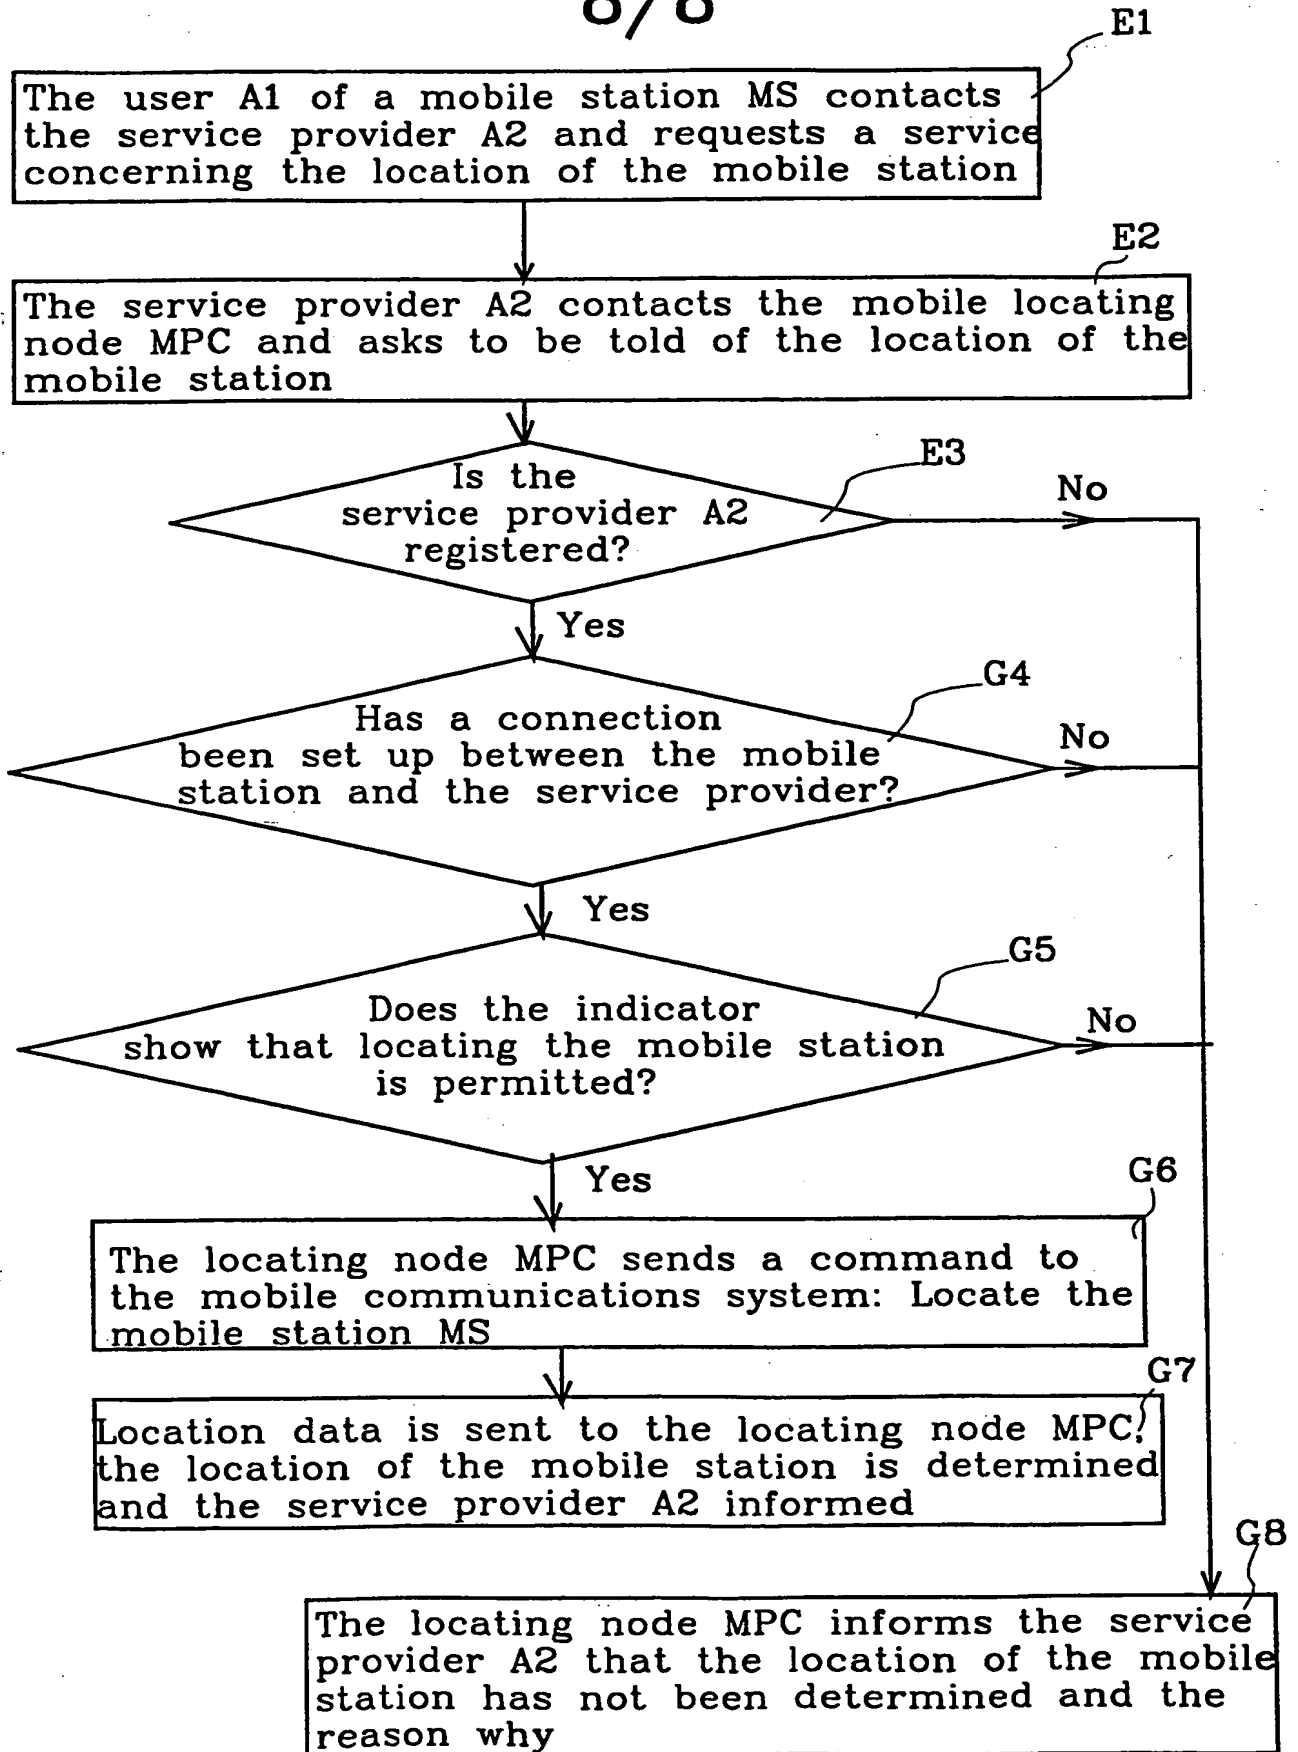 8/8
E1
The user A1 of a mobile station MS contacts
the service provider A2 and requests a service
concerning the location of the mobile station
E2
The service provider A2 contacts the mobile locating
node MPC and asks to be told of the location of the
mobile station
E3
Is the
service provider A2
registered?
No
Yes
G4
Has a connection
been set up between the mobile
station and the service provider?
No
Yes
G5
Does the indicator
show that locating the mobile station
is permitted?
No
Yes
G6
The locating node MPC sends a command to
the mobile communications system: Locate the
mobile station MS
G7
Location data is sent to the locating node MPC,
the location of the mobile station is determined
and the service provider A2 informed
G8
The locating node MPC informs the service
provider A2 that the location of the mobile
station has not been determined and the
reason why